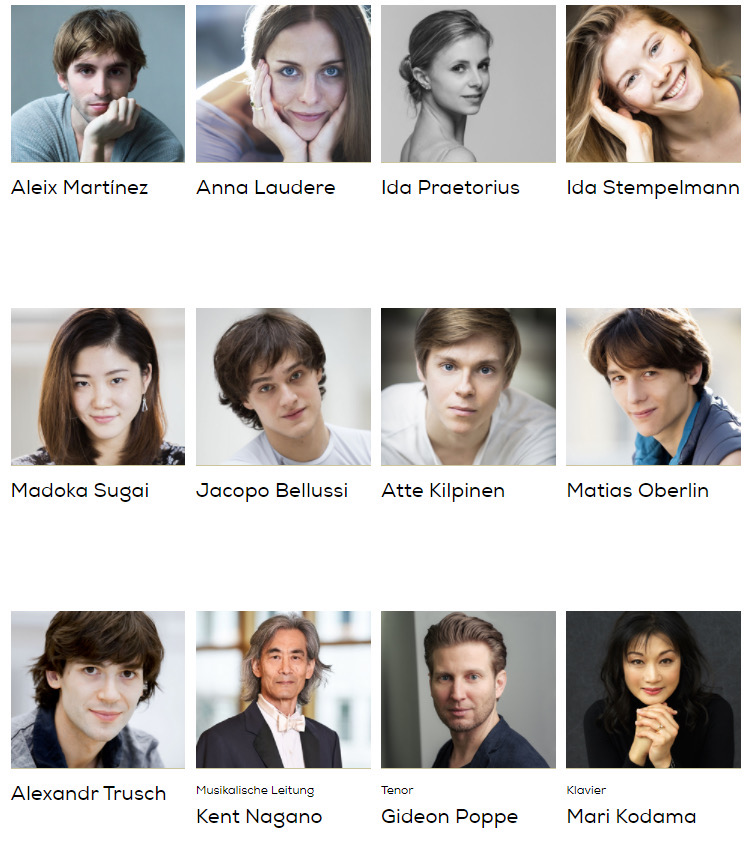 Aleix Martínez
Anna Laudere
Ida Praetorius
Ida Stempelmann
Madoka Sugai
Jacopo Bellussi
Atte Kilpinen
Matias Oberlin
Alexandr Trusch
Musikalische Leitung
Kent Nagano
Tenor
Gideon Poppe
Klavier
Mari Kodama